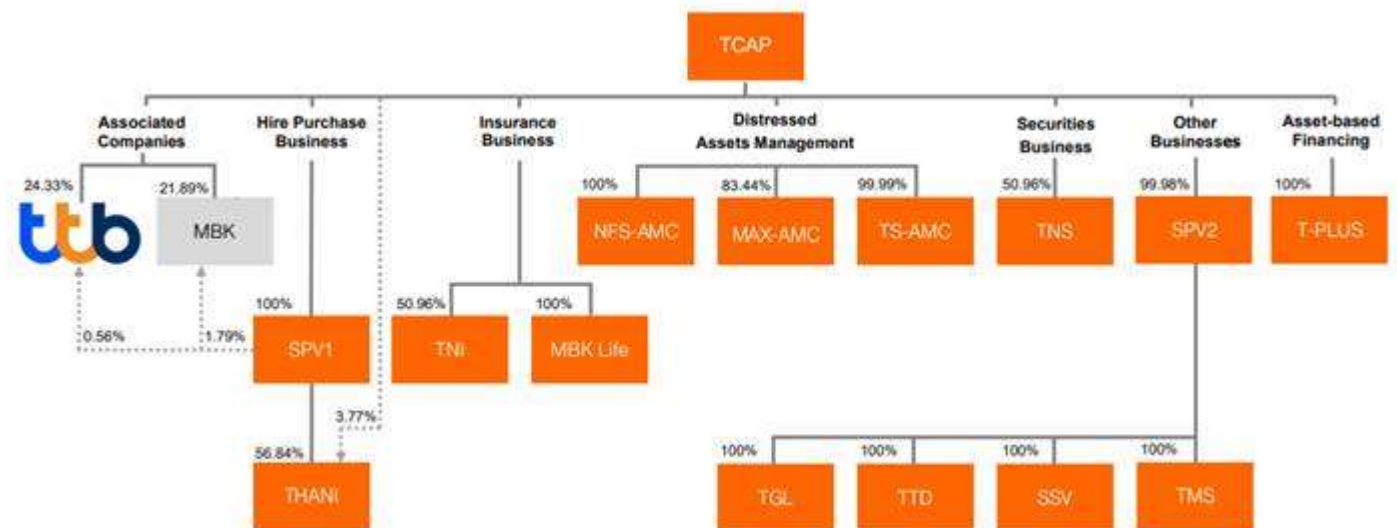 TCAP
Associated
Companies
Hire Purchase
Business
Insurance
Business
Distressed
Assets Management
Securities
Business
Other
Businesses
Asset-based
Financing
24.33%
21.89%
100%
83.44%
99.99%
50.96%
99.98%
100%
ttb
MBK
NFS-AMC
MAX-AMC
TS-AMC
TNS
SPV2
T-PLUS
0.56%
1.79%
100%
50.96%
100%
SPV1
TNI
MBK Life
3.77%
56.84%
THANI
100%
100%
100%
100%
TGL
TTD
SSV
TMS